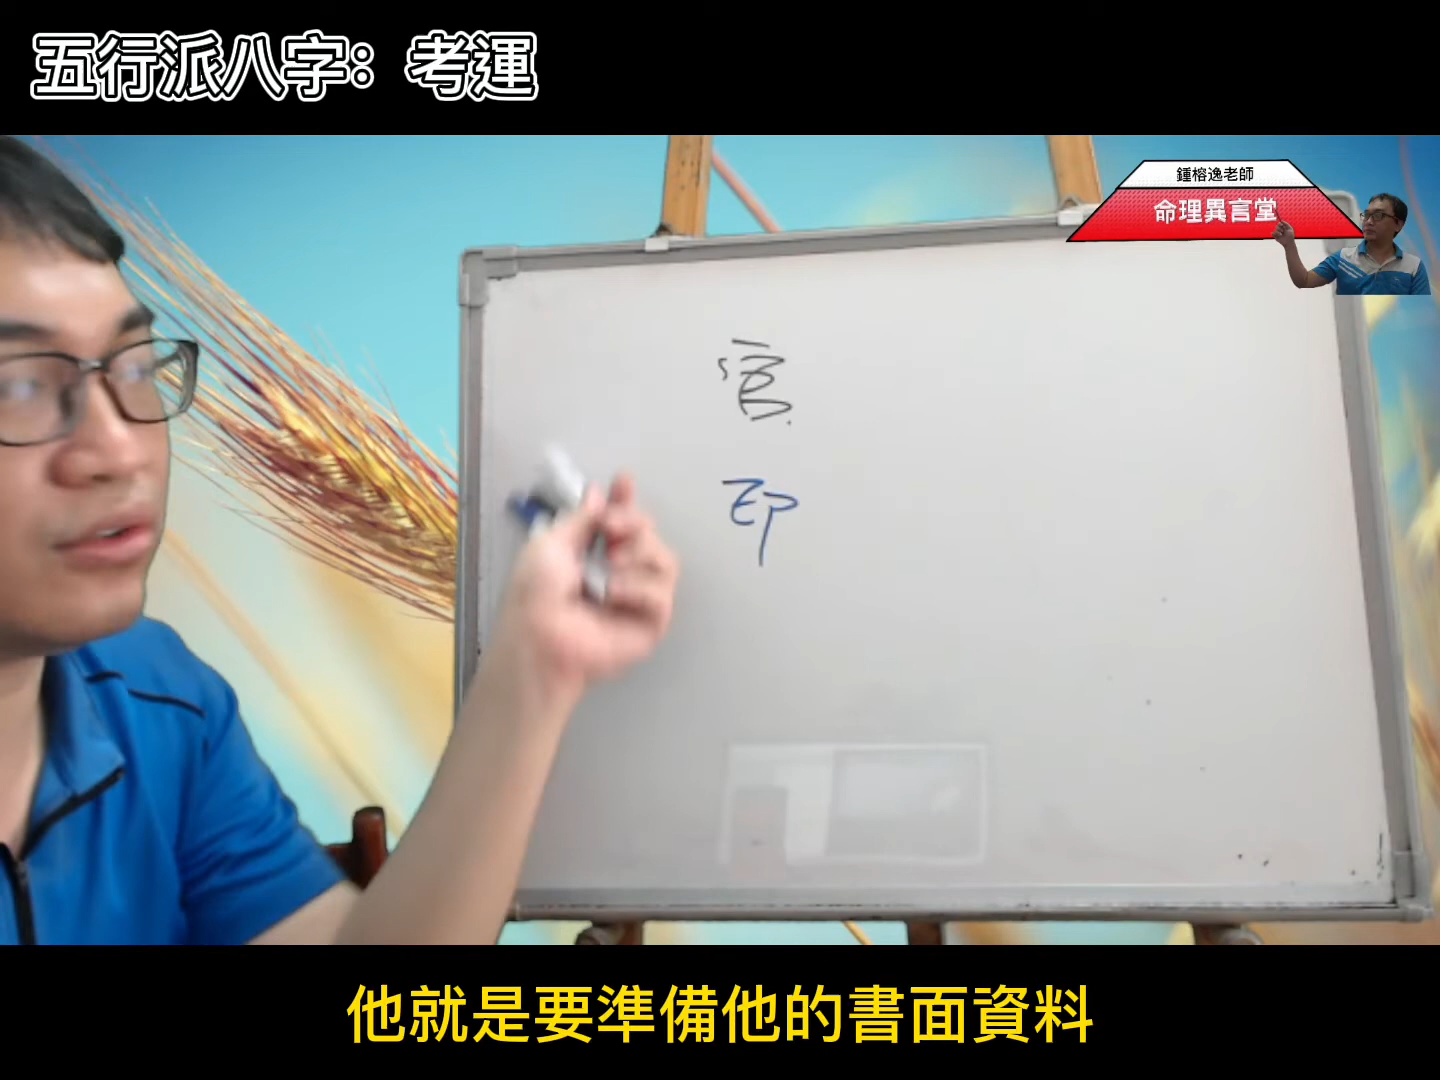 五行派八字：考運
鍾榕逸老師
命理異言堂
官
印
他就是要準備他的書面資料